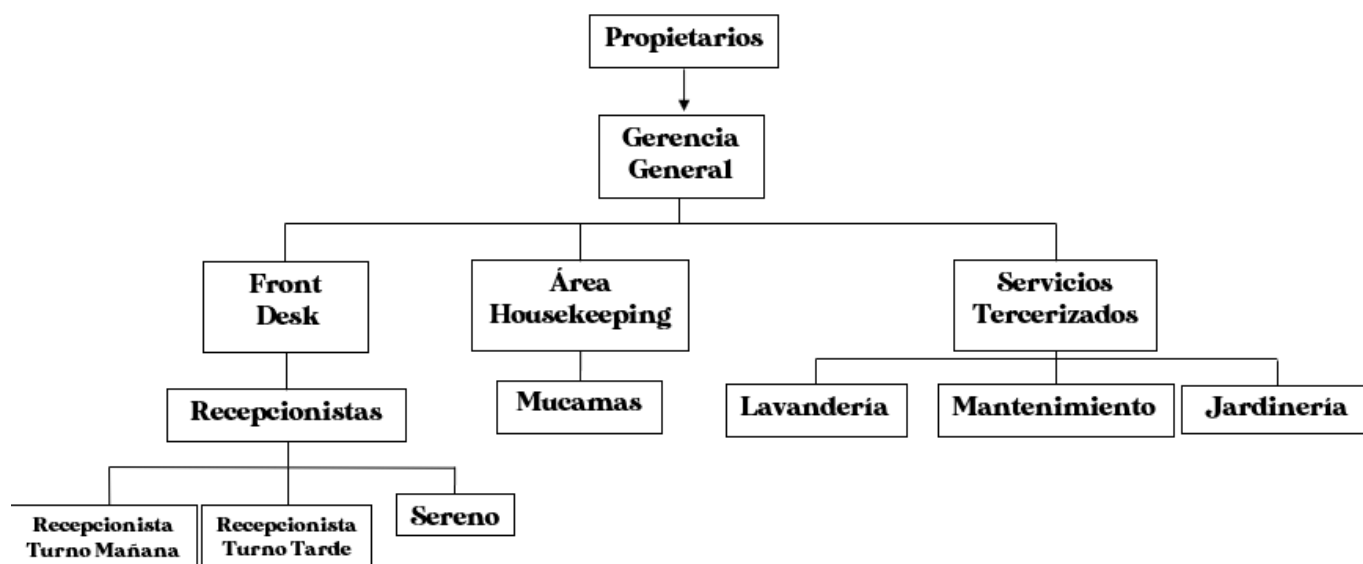 Propietarios
Gerencia
General
Front
Desk
Área
Housekeeping
Servicios
Tercerizados
Recepcionistas
Mucamas
Lavandería
Mantenimiento
Jardinería
Recepcionista
Turno Mañana
Recepcionista
Turno Tarde
Sereno